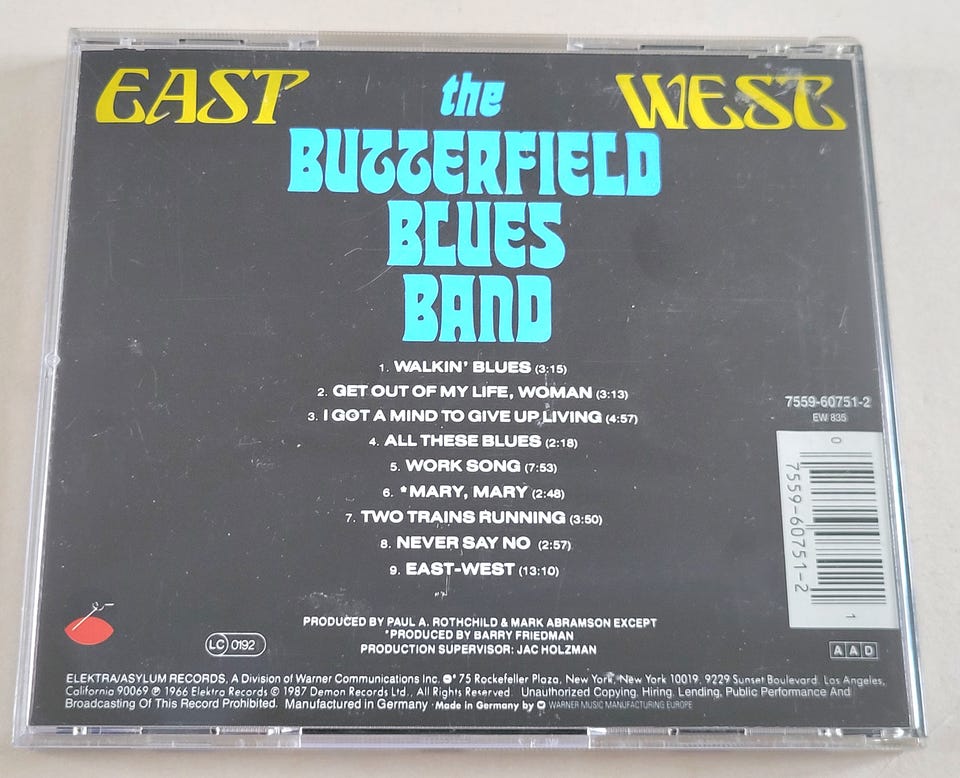 EAST the WEST
BUTTERFIELD
BLUES
BAND
1. WALKIN' BLUES (3:15)
2. GET OUT OF MY LIFE, WOMAN (3:13)
3. I GOT A MIND TO GIVE UP LIVING (4:57)
4. ALL THESE BLUES (2:18)
5. WORK SONG (7:53)
6. *MARY, MARY (2:48)
7. TWO TRAINS RUNNING (3:50)
8. NEVER SAY NO (2:57)
9. EAST-WEST (13:10)
7559-60751-2
EW 835
0 7559-60751-2 1
PRODUCED BY PAUL A. ROTHCHILD & MARK ABRAMSON EXCEPT
*PRODUCED BY BARRY FRIEDMAN
PRODUCTION SUPERVISOR: JAC HOLZMAN
LC 0192
AAD
ELEKTRA/ASYLUM RECORDS, A Division of Warner Communications Inc. 75 Rockefeller Plaza, New York, New York 10019, 9229 Sunset Boulevard, Los Angeles,
California 90069 ℗ 1966 Elektra Records © 1987 Demon Records Ltd., All Rights Reserved. Unauthorized Copying, Hiring, Lending, Public Performance And
Broadcasting Of This Record Prohibited. Manufactured in Germany · Made in Germany by WARNER MUSIC MANUFACTURING EUROPE